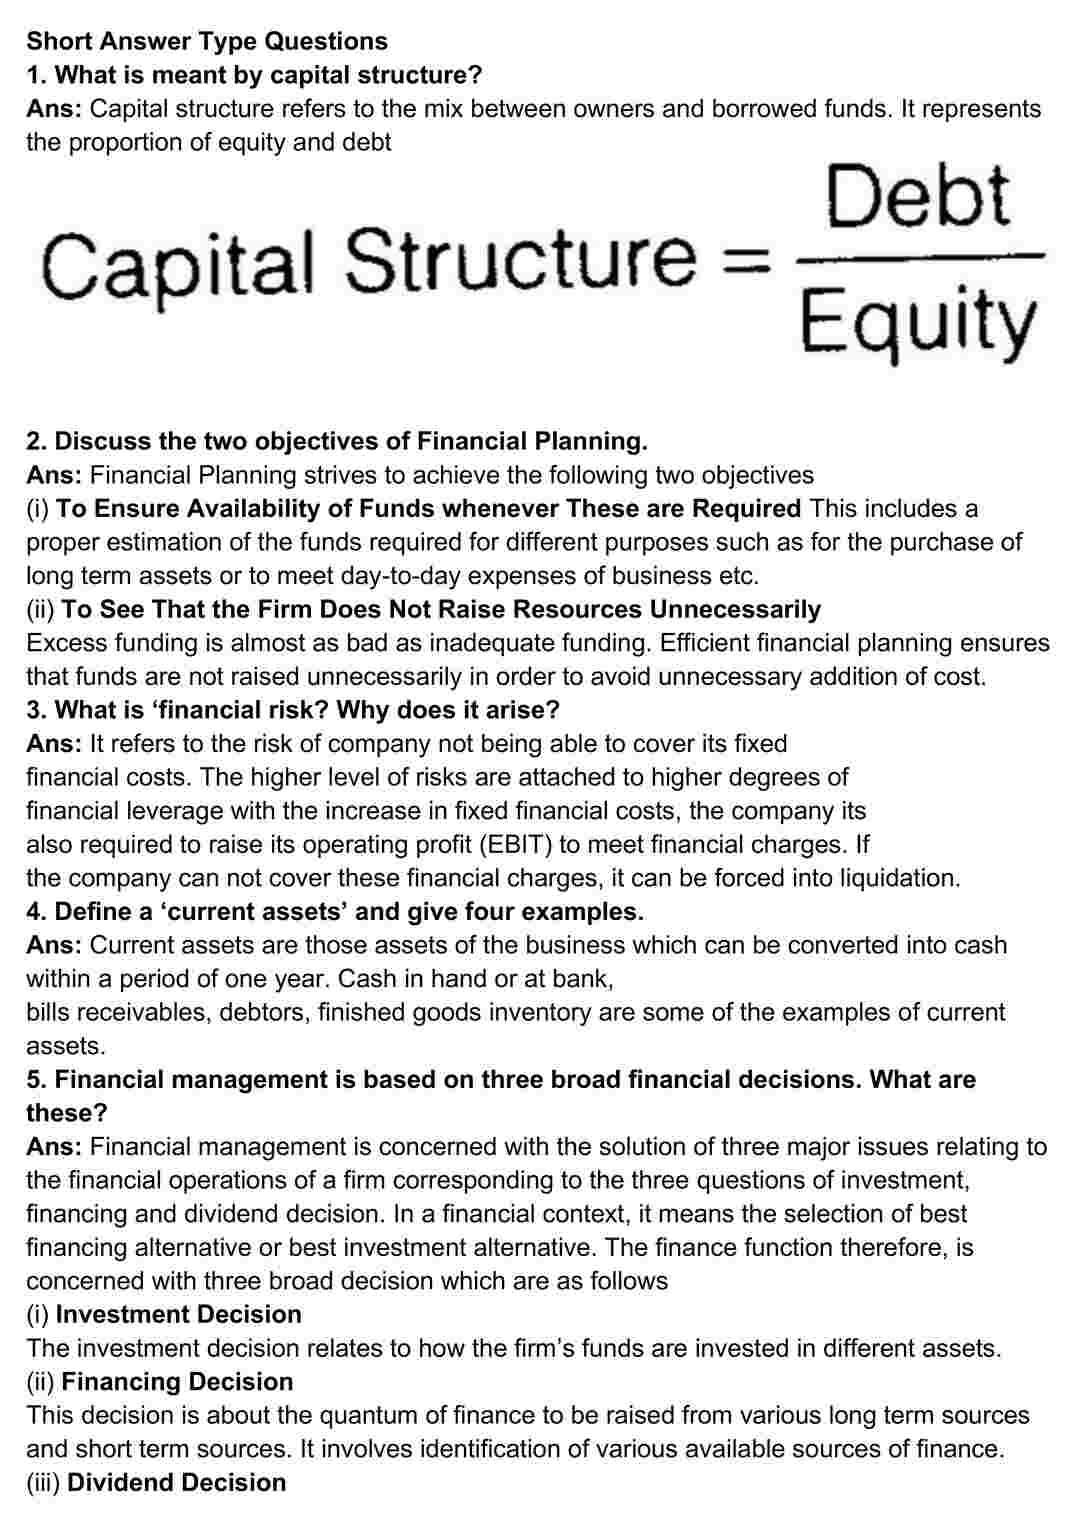 Short Answer Type Questions
1. What is meant by capital structure?
Ans: Capital structure refers to the mix between owners and borrowed funds. It represents
the proportion of equity and debt
Capital Structure = Debt
Equity
2. Discuss the two objectives of Financial Planning.
Ans: Financial Planning strives to achieve the following two objectives
(i) To Ensure Availability of Funds whenever These are Required This includes a
proper estimation of the funds required for different purposes such as for the purchase of
long term assets or to meet day-to-day expenses of business etc.
(ii) To See That the Firm Does Not Raise Resources Unnecessarily
Excess funding is almost as bad as inadequate funding. Efficient financial planning ensures
that funds are not raised unnecessarily in order to avoid unnecessary addition of cost.
3. What is ‘financial risk? Why does it arise?
Ans: It refers to the risk of company not being able to cover its fixed
financial costs. The higher level of risks are attached to higher degrees of
financial leverage with the increase in fixed financial costs, the company its
also required to raise its operating profit (EBIT) to meet financial charges. If
the company can not cover these financial charges, it can be forced into liquidation.
4. Define a ‘current assets’ and give four examples.
Ans: Current assets are those assets of the business which can be converted into cash
within a period of one year. Cash in hand or at bank,
bills receivables, debtors, finished goods inventory are some of the examples of current
assets.
5. Financial management is based on three broad financial decisions. What are
these?
Ans: Financial management is concerned with the solution of three major issues relating to
the financial operations of a firm corresponding to the three questions of investment,
financing and dividend decision. In a financial context, it means the selection of best
financing alternative or best investment alternative. The finance function therefore, is
concerned with three broad decision which are as follows
(i) Investment Decision
The investment decision relates to how the firm’s funds are invested in different assets.
(ii) Financing Decision
This decision is about the quantum of finance to be raised from various long term sources
and short term sources. It involves identification of various available sources of finance.
(iii) Dividend Decision